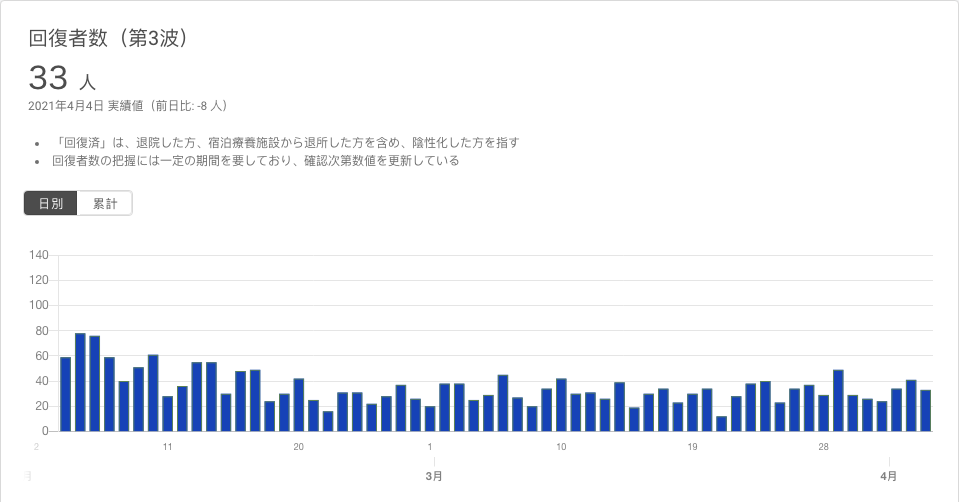 回復者数（第3波）
33 人
2021年4月4日 実績値（前日比: -8 人）
• 「回復済」は、退院した方、宿泊療養施設から退所した方を含め、陰性化した方を指す
• 回復者数の把握には一定の期間を要しており、確認次第数値を更新している
日別 累計
140
120
100
80
60
40
20
0
2 11 20 1 10 19 28
月 3月 4月